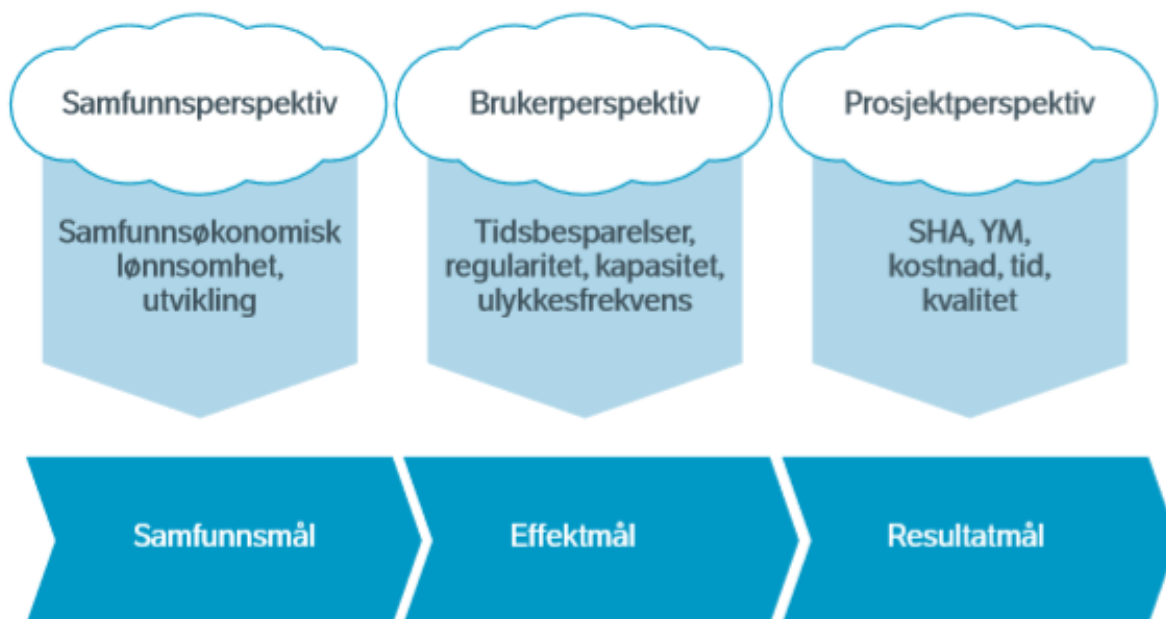 Samfunnsperspektiv
Samfunnsøkonomisk
lønnsomhet,
utvikling
Samfunnsmål
Brukerperspektiv
Tidsbesparelser,
regularitet, kapasitet,
ulykkesfrekvens
Effektmål
Prosjektperspektiv
SHA, YM,
kostnad, tid,
kvalitet
Resultatmål